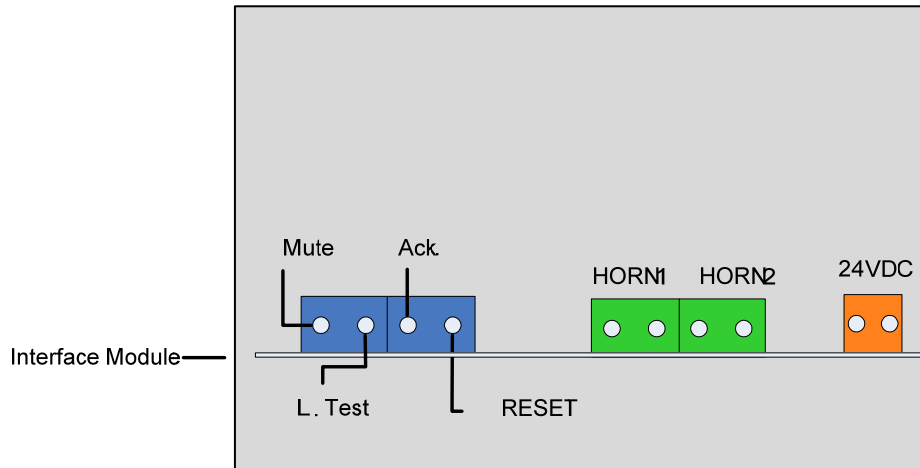 Mute
Ack.
HORN1
HORN2
24VDC
Interface Module
L. Test
RESET